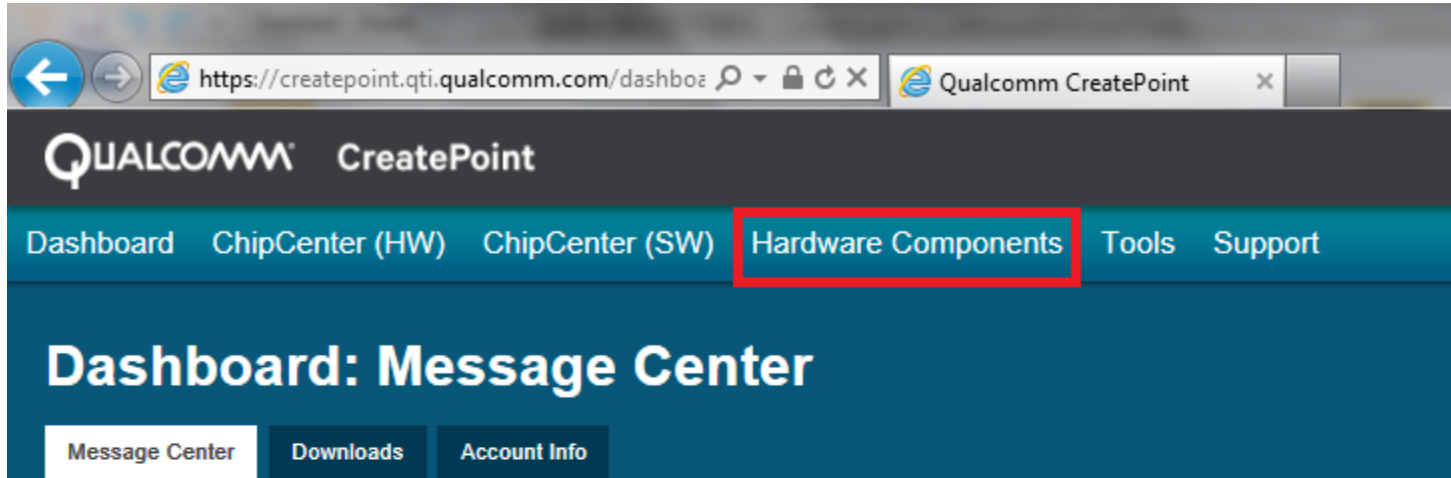 https://createpoint.qti.qualcomm.com/dashboa
Qualcomm CreatePoint
QUALCOMM CreatePoint
Dashboard ChipCenter (HW) ChipCenter (SW) Hardware Components Tools Support
Dashboard: Message Center
Message Center Downloads Account Info